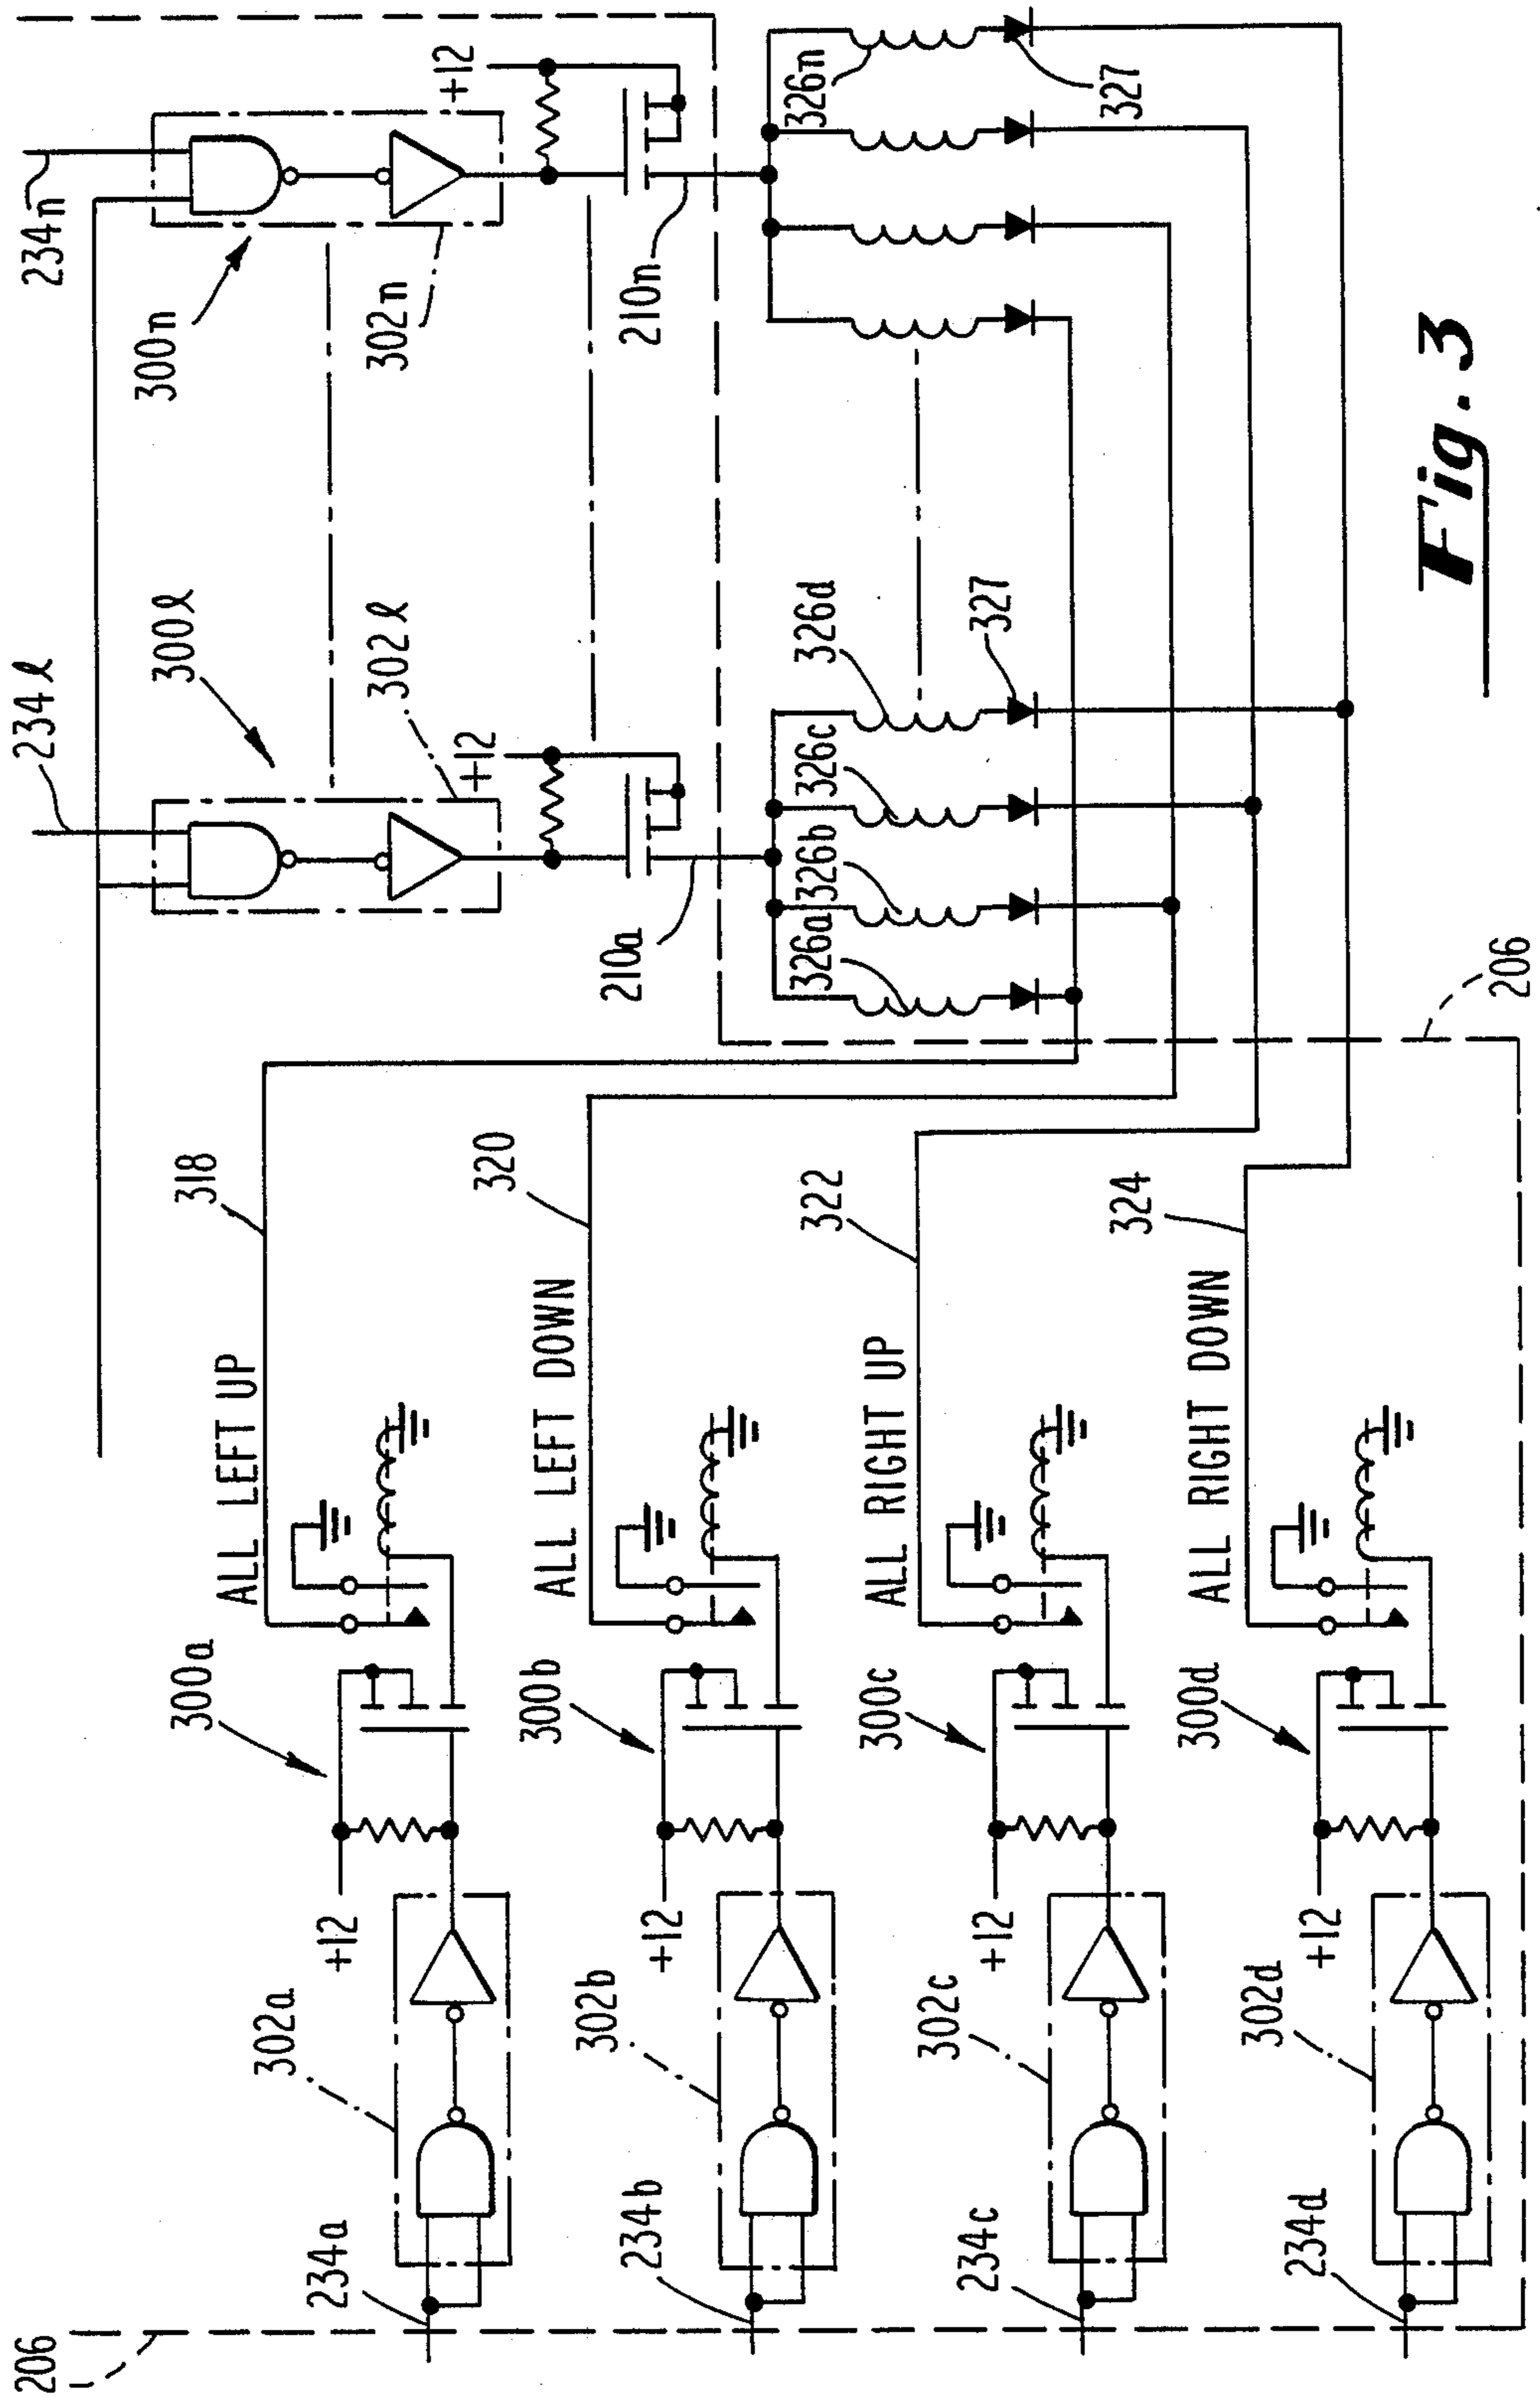 206
234a
302a
+12
300a
ALL LEFT UP
318
234b
302b
+12
300b
ALL LEFT DOWN
320
234c
302c
+12
300c
ALL RIGHT UP
322
234d
302d
+12
300d
ALL RIGHT DOWN
324
206
234ℓ
300ℓ
302ℓ
+12
210a
326a
326b
326c
326d
327
234n
300n
302n
+12
210n
326n
327
Fig. 3